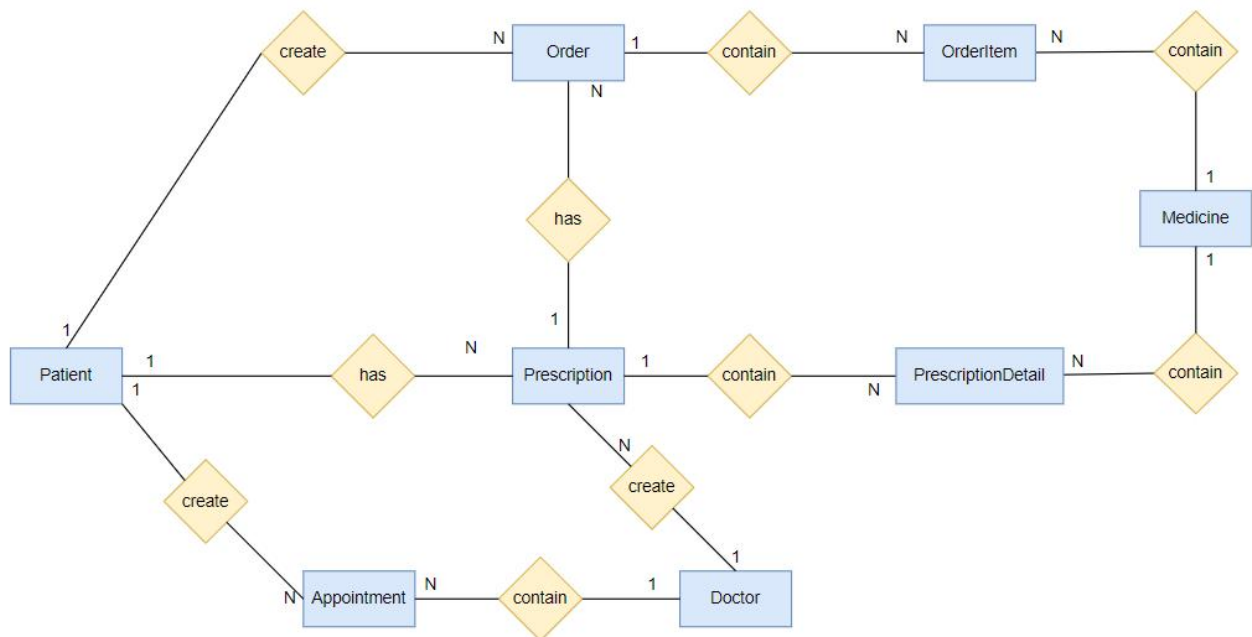 create
N
Order
1
contain
N
OrderItem
N
contain
N
has
1
Medicine
1
1
1
1
Patient
1
has
N
Prescription
1
contain
N
PrescriptionDetail
N
contain
1
N
create
create
1
N
Appointment
N
contain
1
Doctor